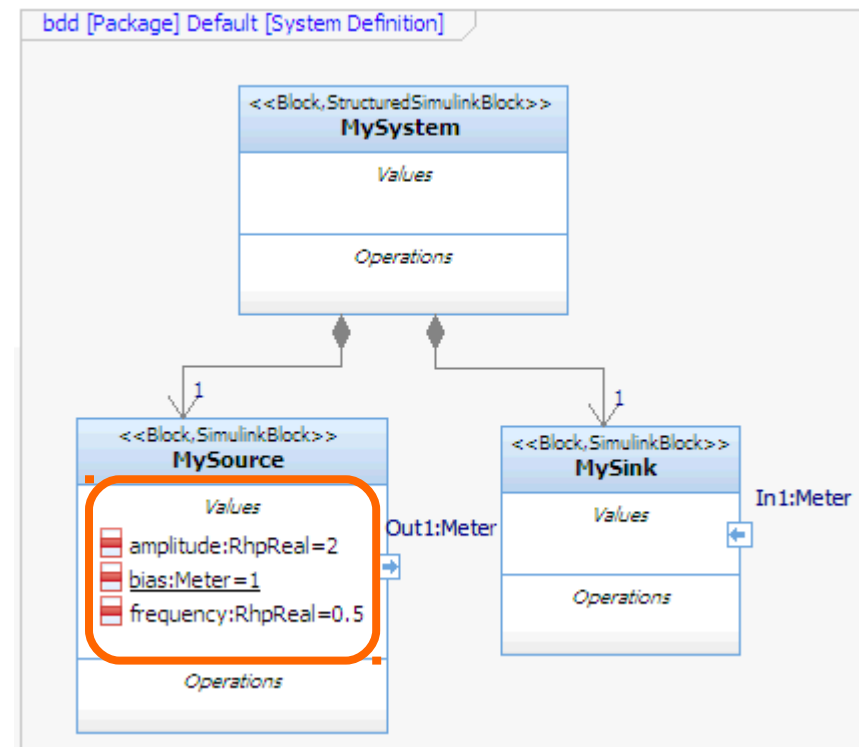 bdd [Package] Default [System Definition]
<<Block,StructuredSimulinkBlock>>
MySystem
Values
Operations
1
1
<<Block,SimulinkBlock>>
MySource
Values
amplitude:RhpReal=2
bias:Meter=1
frequency:RhpReal=0.5
Operations
Out1:Meter
<<Block,SimulinkBlock>>
MySink
Values
Operations
In1:Meter